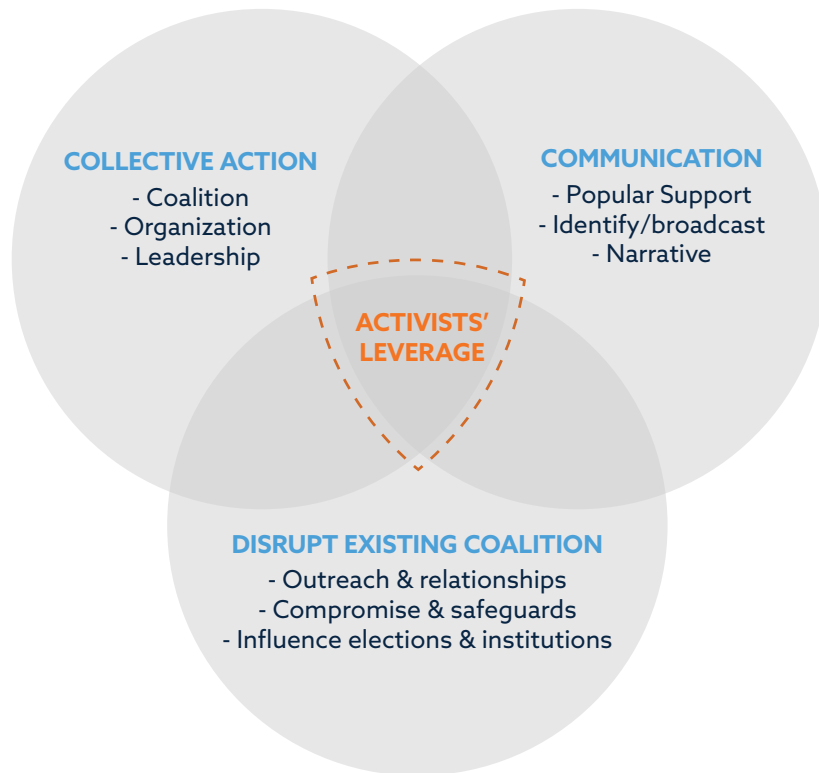 COLLECTIVE ACTION
- Coalition
- Organization
- Leadership
COMMUNICATION
- Popular Support
- Identify/broadcast
- Narrative
ACTIVISTS'
LEVERAGE
DISRUPT EXISTING COALITION
- Outreach & relationships
- Compromise & safeguards
- Influence elections & institutions